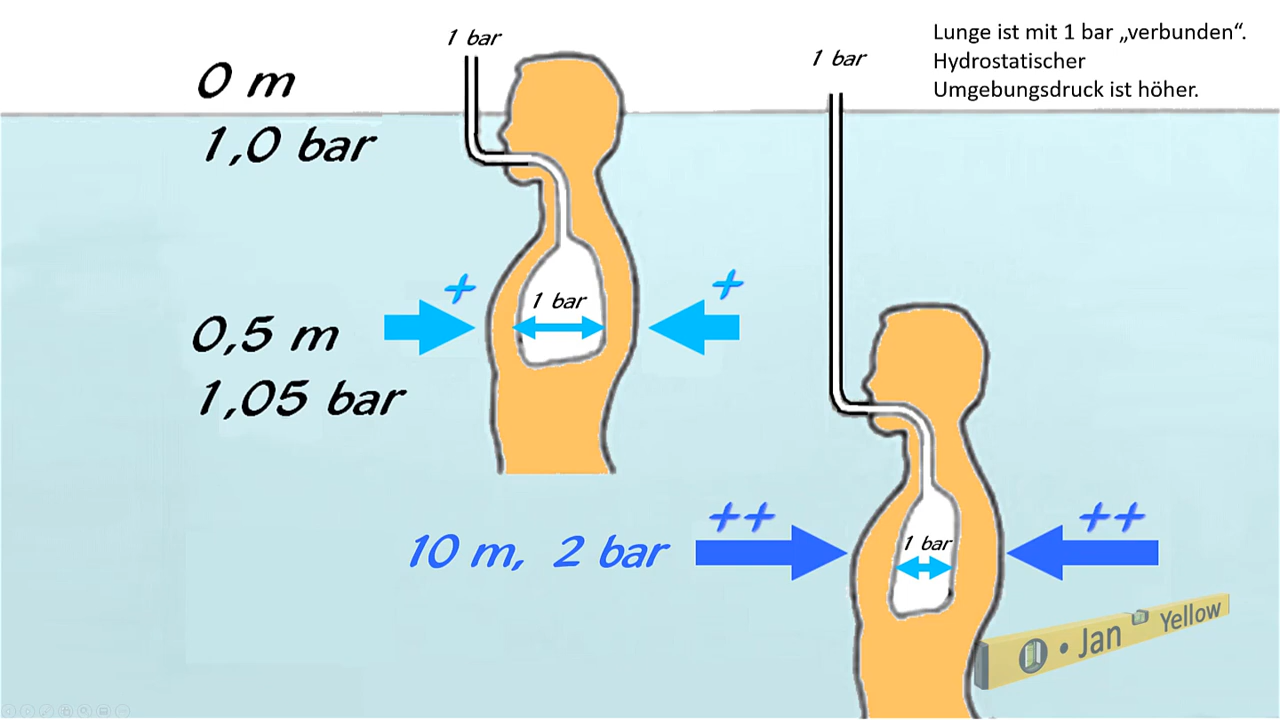 1 bar
0 m
1,0 bar
1 bar
Lunge ist mit 1 bar „verbunden“.
Hydrostatischer
Umgebungsdruck ist höher.
+
+
1 bar
0,5 m
1,05 bar
10 m, 2 bar
++
++
1 bar
• Jan Yellow